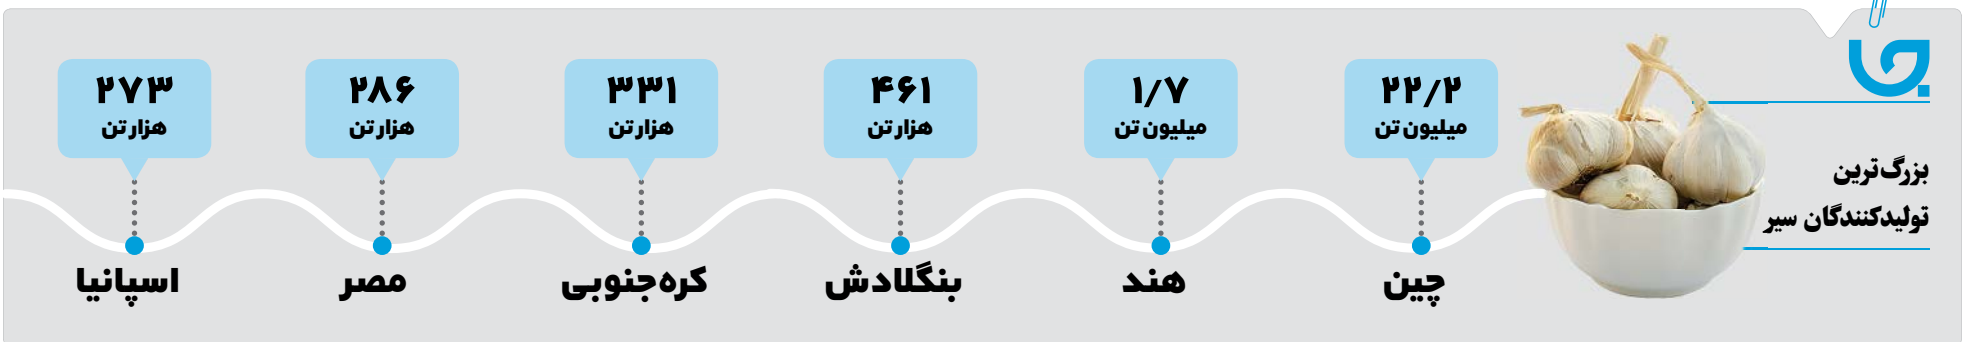 بزرگ‌ترین
تولیدکنندگان سیر
۲۲/۲
میلیون تن
چین
۱/۷
میلیون تن
هند
۴۶۱
هزار تن
بنگلادش
۳۳۱
هزار تن
کره‌جنوبی
۲۸۶
هزار تن
مصر
۲۷۳
هزار تن
اسپانیا